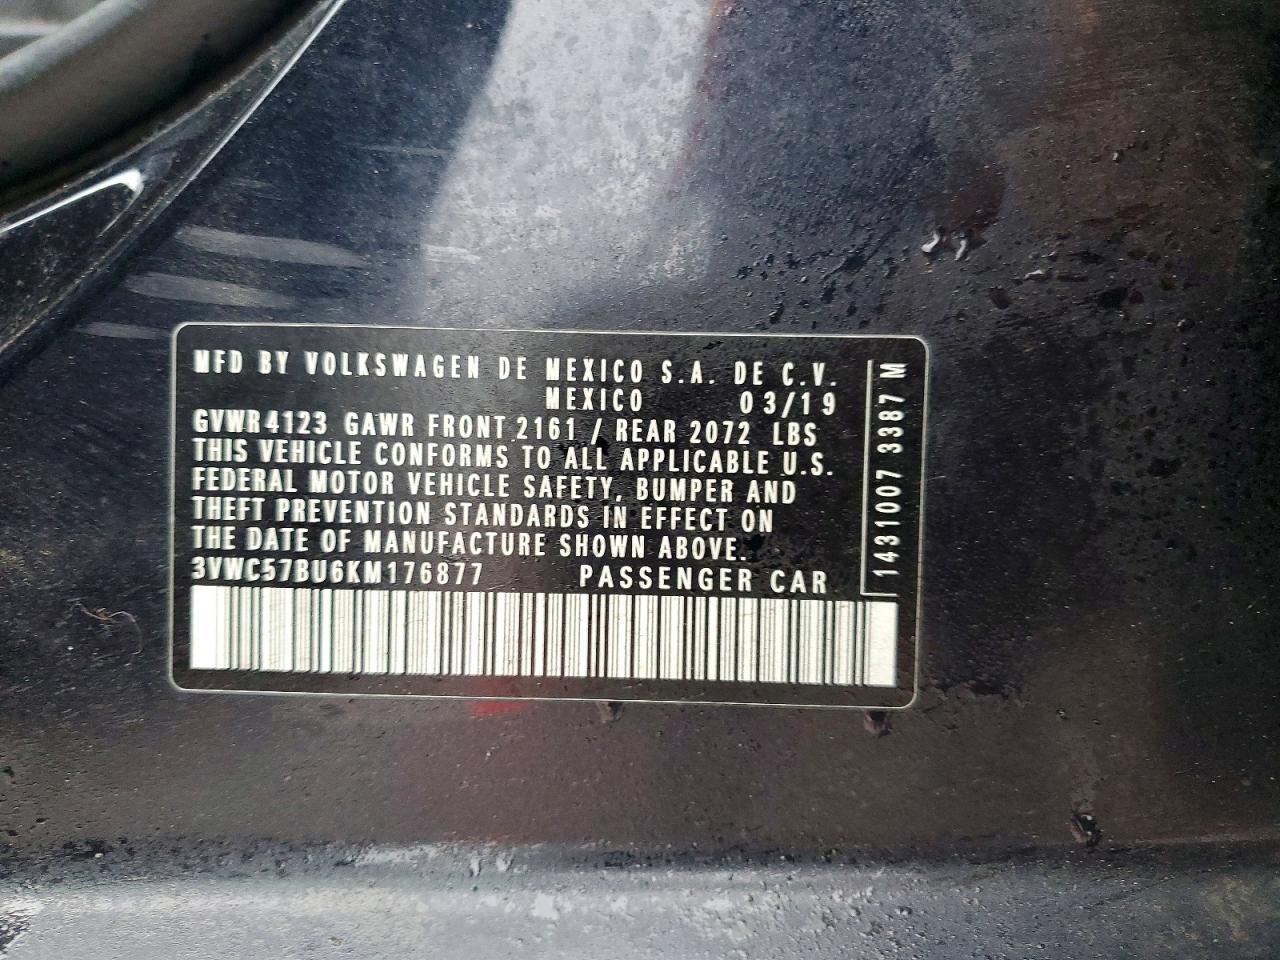 MFD BY VOLKSWAGEN DE MEXICO S.A. DE C.V.
MEXICO 03/19
GVWR 4123 GAWR FRONT 2161 / REAR 2072 LBS
THIS VEHICLE CONFORMS TO ALL APPLICABLE U.S.
FEDERAL MOTOR VEHICLE SAFETY, BUMPER AND
THEFT PREVENTION STANDARDS IN EFFECT ON
THE DATE OF MANUFACTURE SHOWN ABOVE.
3VWC57BU6KM176877 PASSENGER CAR
1431007 3387 M